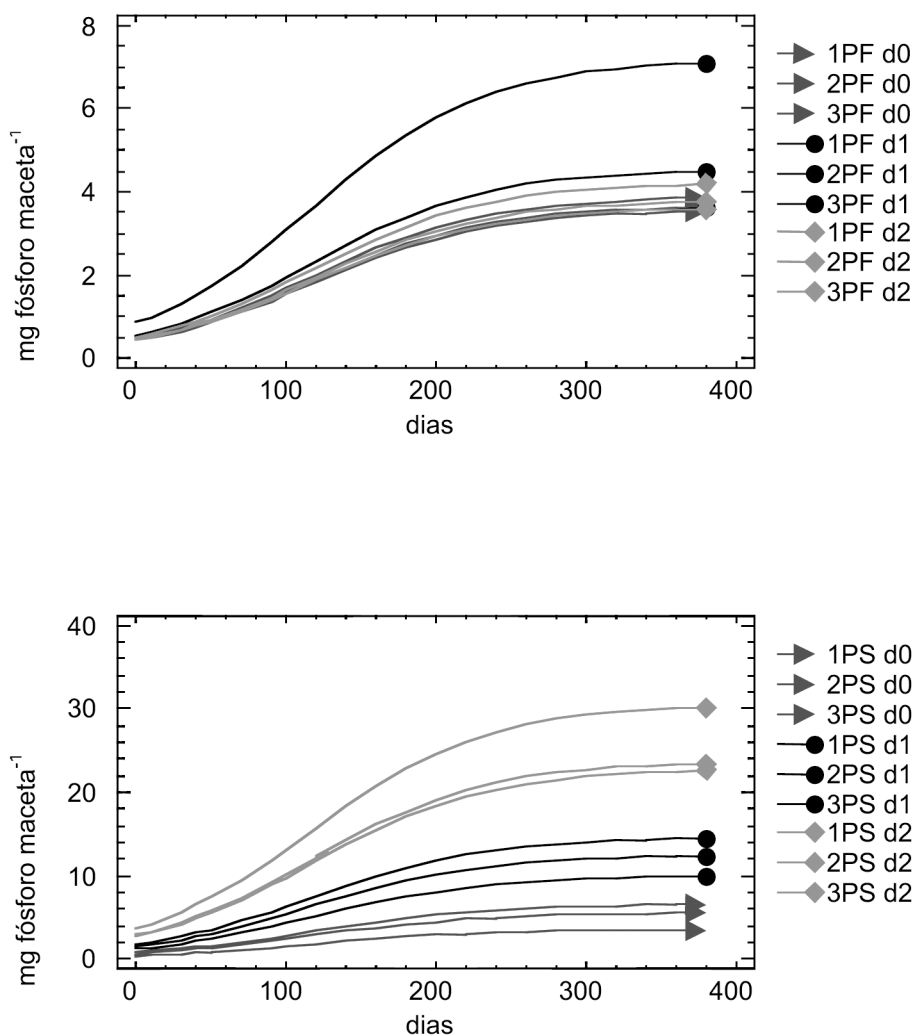 8
6
4
2
0
mg fósforo maceta⁻¹
0 100 200 300 400
dias
1PF d0
2PF d0
3PF d0
1PF d1
2PF d1
3PF d1
1PF d2
2PF d2
3PF d2
40
30
20
10
0
mg fósforo maceta⁻¹
0 100 200 300 400
dias
1PS d0
2PS d0
3PS d0
1PS d1
2PS d1
3PS d1
1PS d2
2PS d2
3PS d2